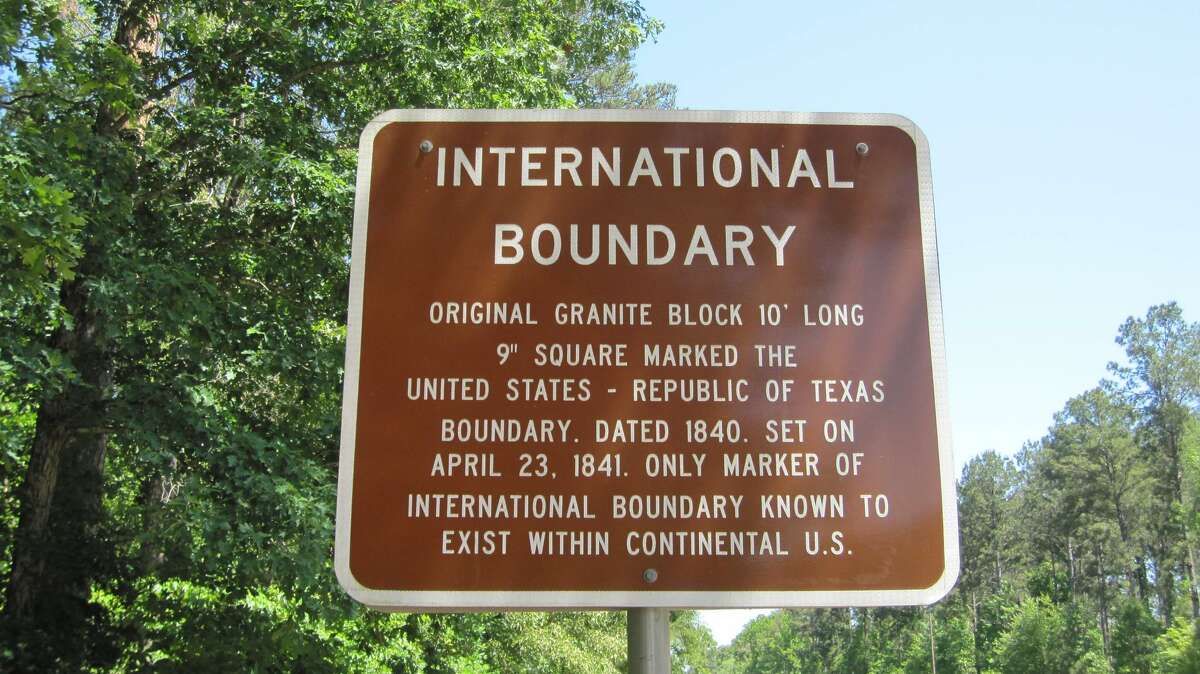 INTERNATIONAL
BOUNDARY
ORIGINAL GRANITE BLOCK 10' LONG
9" SQUARE MARKED THE
UNITED STATES - REPUBLIC OF TEXAS
BOUNDARY. DATED 1840. SET ON
APRIL 23, 1841. ONLY MARKER OF
INTERNATIONAL BOUNDARY KNOWN TO
EXIST WITHIN CONTINENTAL U.S.